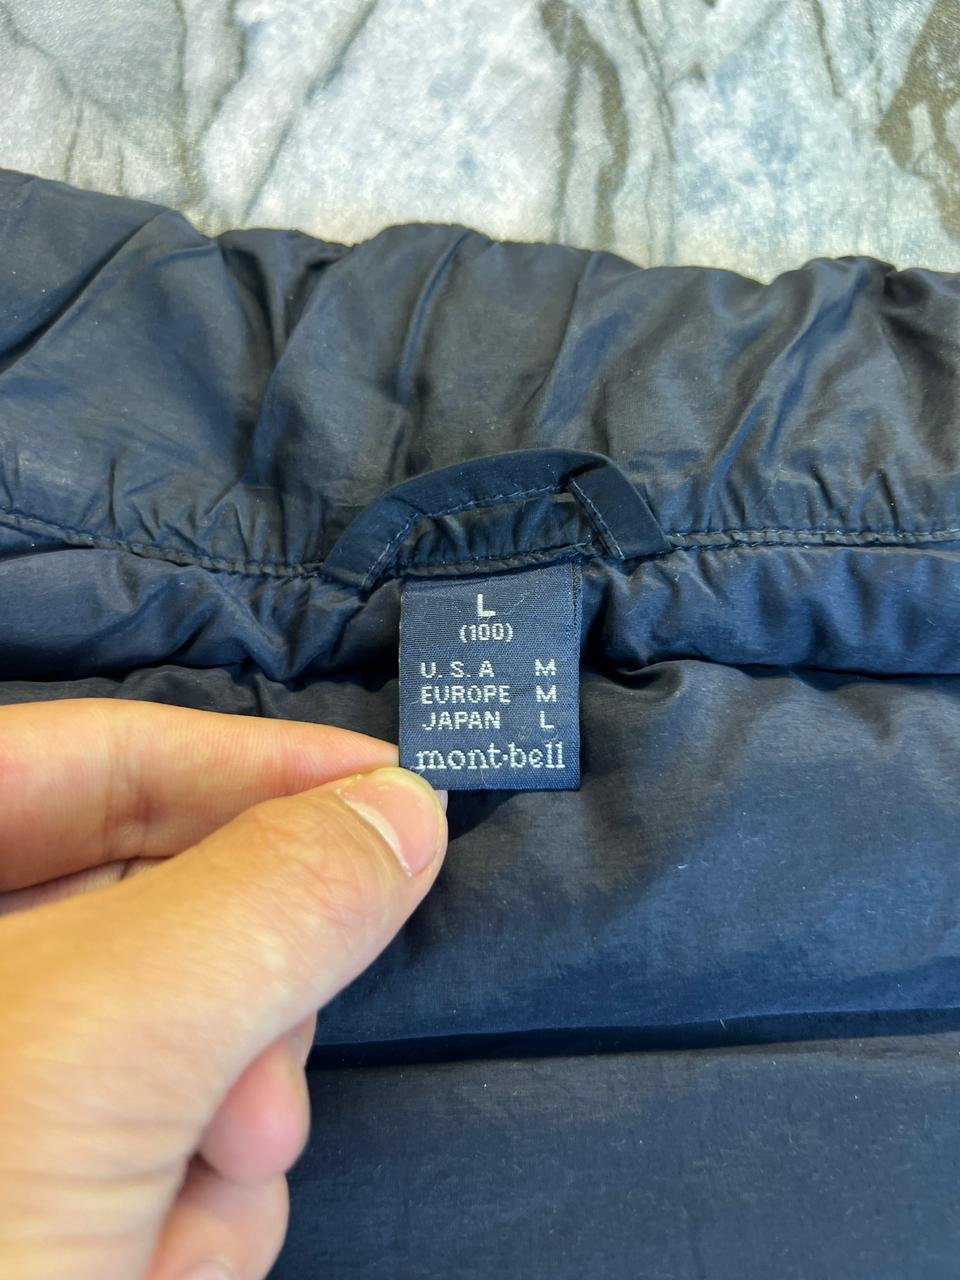 L
(100)
U.S.A M
EUROPE M
JAPAN L
mont·bell